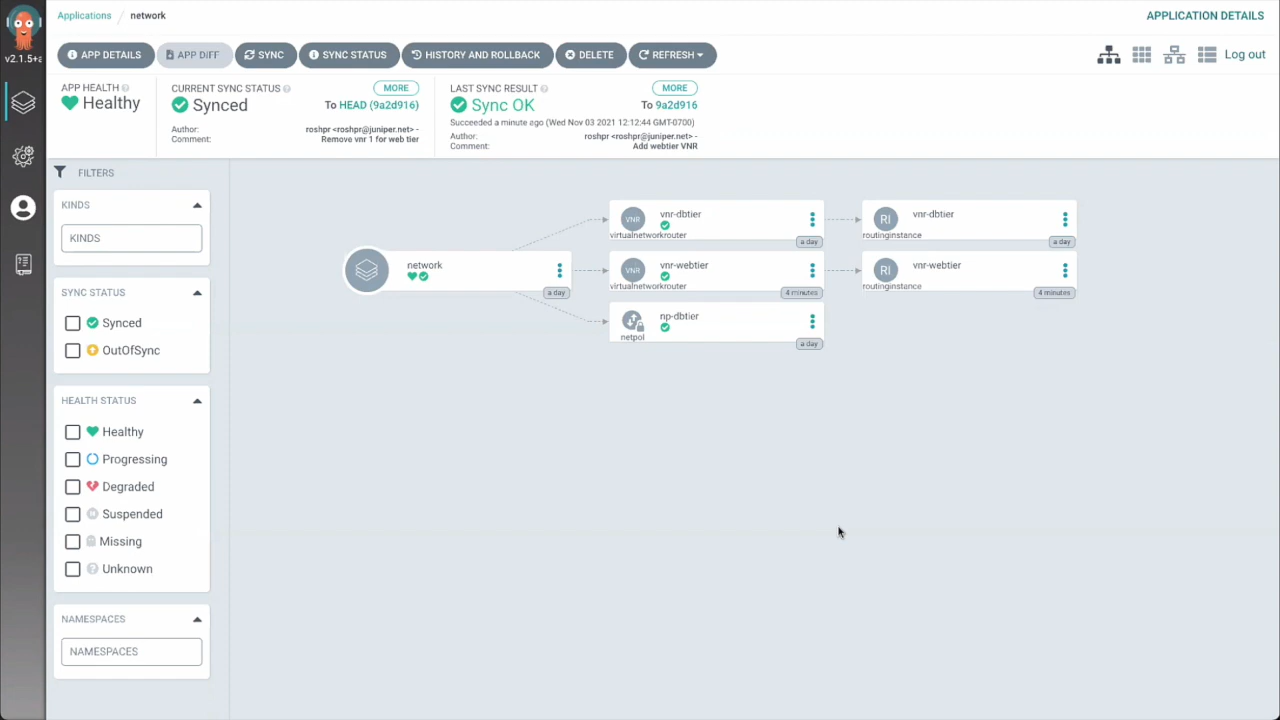 Applications / network
APPLICATION DETAILS
v2.1.5+a
APP DETAILS
APP DIFF
SYNC
SYNC STATUS
HISTORY AND ROLLBACK
DELETE
REFRESH
Log out
APP HEALTH
Healthy
CURRENT SYNC STATUS
MORE
Synced
To HEAD (9a2d916)
Author: roshpr <roshpr@juniper.net> -
Comment: Remove vnr 1 for web tier
LAST SYNC RESULT
MORE
Sync OK
To 9a2d916
Succeeded a minute ago (Wed Nov 03 2021 12:12:44 GMT-0700)
Author: roshpr <roshpr@juniper.net> -
Comment: Add webtier VNR
FILTERS
KINDS
KINDS
SYNC STATUS
Synced
OutOfSync
HEALTH STATUS
Healthy
Progressing
Degraded
Suspended
Missing
Unknown
NAMESPACES
NAMESPACES
network
a day
VNR
vnr-dbtier
virtualnetworkrouter
a day
RI
vnr-dbtier
routinginstance
a day
VNR
vnr-webtier
virtualnetworkrouter
4 minutes
RI
vnr-webtier
routinginstance
4 minutes
np-dbtier
netpol
a day